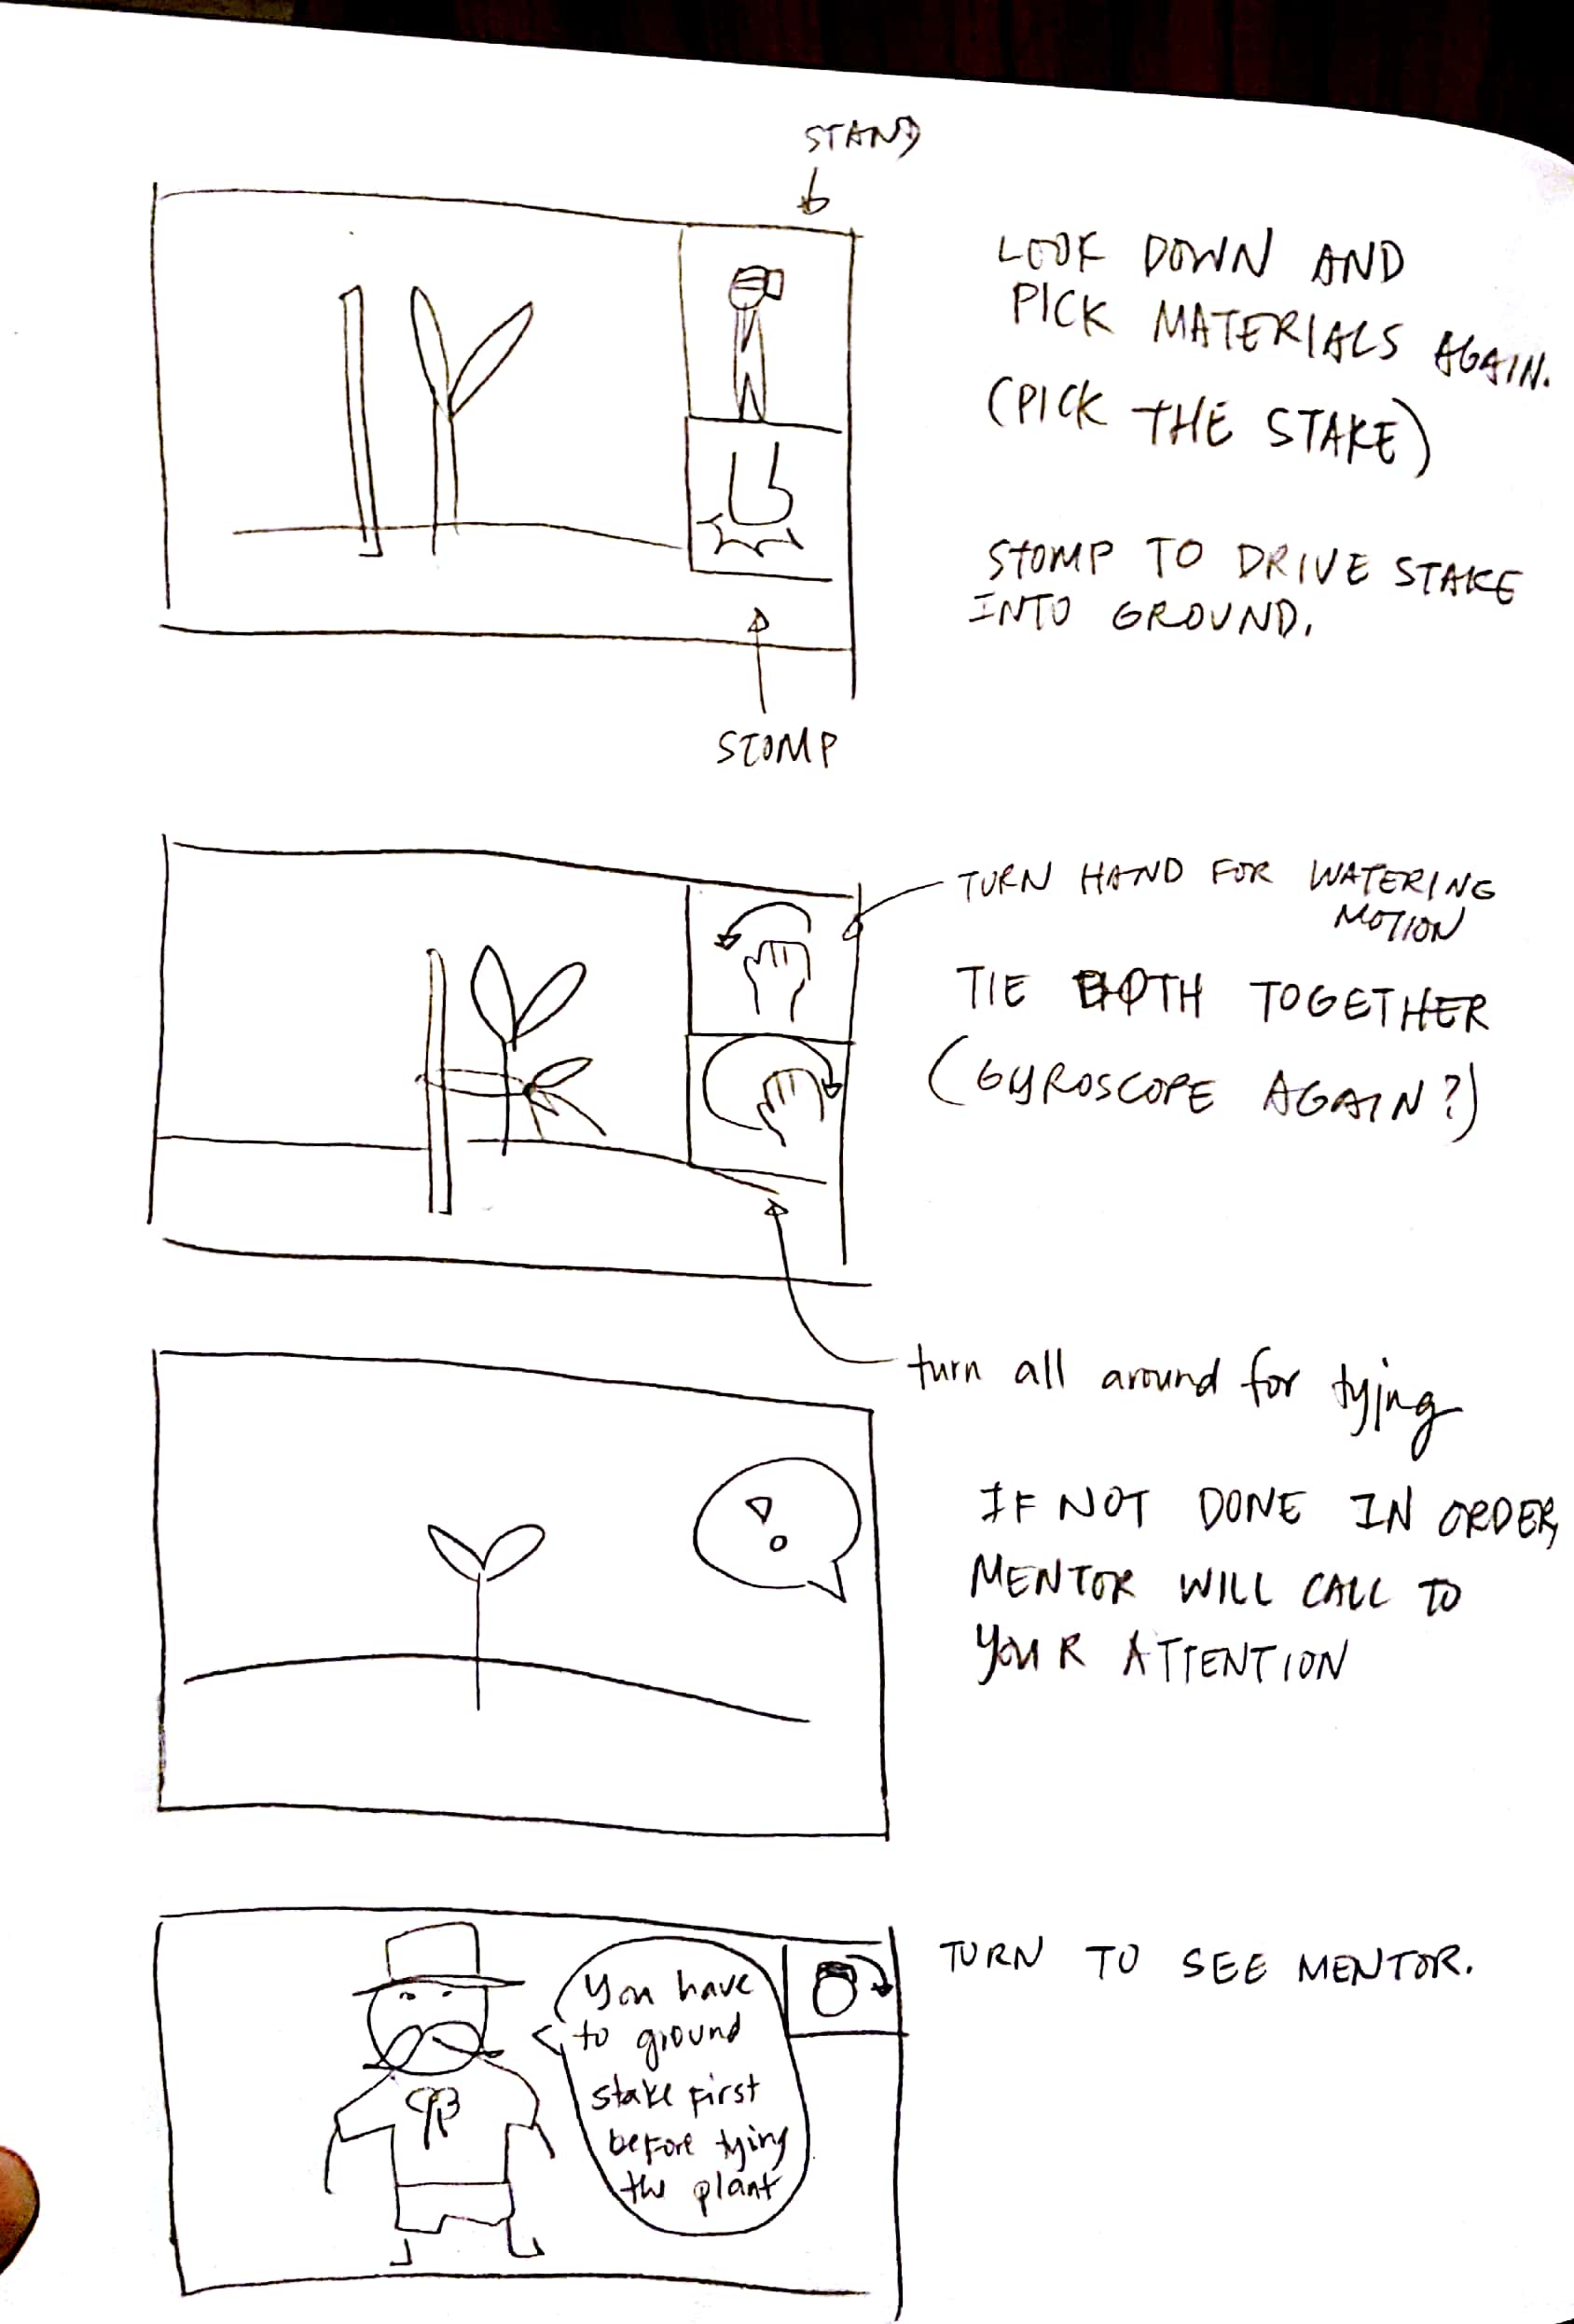 STAND
LOOK DOWN AND
PICK MATERIALS AGAIN.
(PICK THE STAKE)
STOMP TO DRIVE STAKE
INTO GROUND.
STOMP
TURN HAND FOR WATERING
MOTION
TIE BOTH TOGETHER
(GYROSCOPE AGAIN?)
turn all around for tying
!
IF NOT DONE IN ORDER,
MENTOR WILL CALL TO
YOUR ATTENTION
TURN TO SEE MENTOR.
You have
to ground
stake first
before tying
the plant